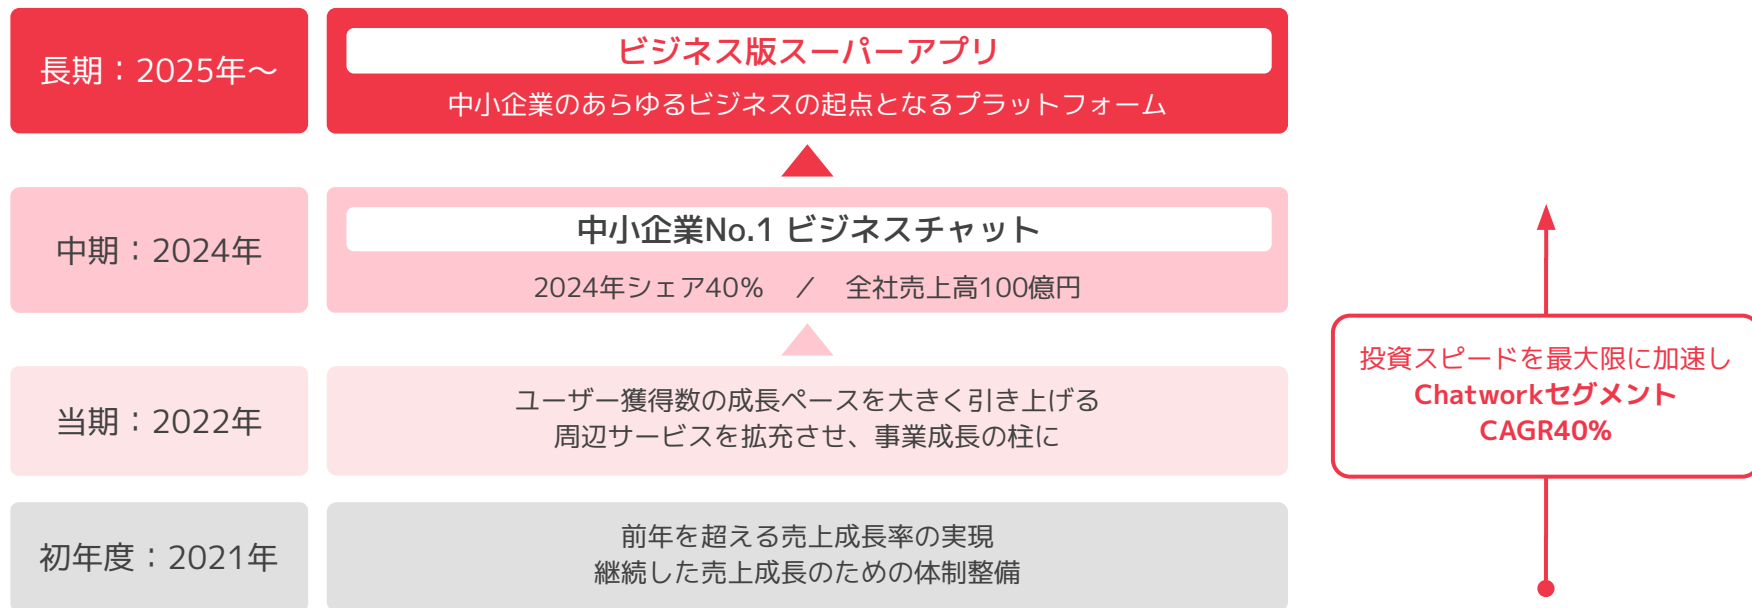 長期：2025年～
ビジネス版スーパーアプリ
中小企業のあらゆるビジネスの起点となるプラットフォーム
中期：2024年
中小企業No.1 ビジネスチャット
2024年シェア40%　／　全社売上高100億円
当期：2022年
ユーザー獲得数の成長ペースを大きく引き上げる
周辺サービスを拡充させ、事業成長の柱に
初年度：2021年
前年を超える売上成長率の実現
継続した売上成長のための体制整備
投資スピードを最大限に加速し
Chatworkセグメント
CAGR40%